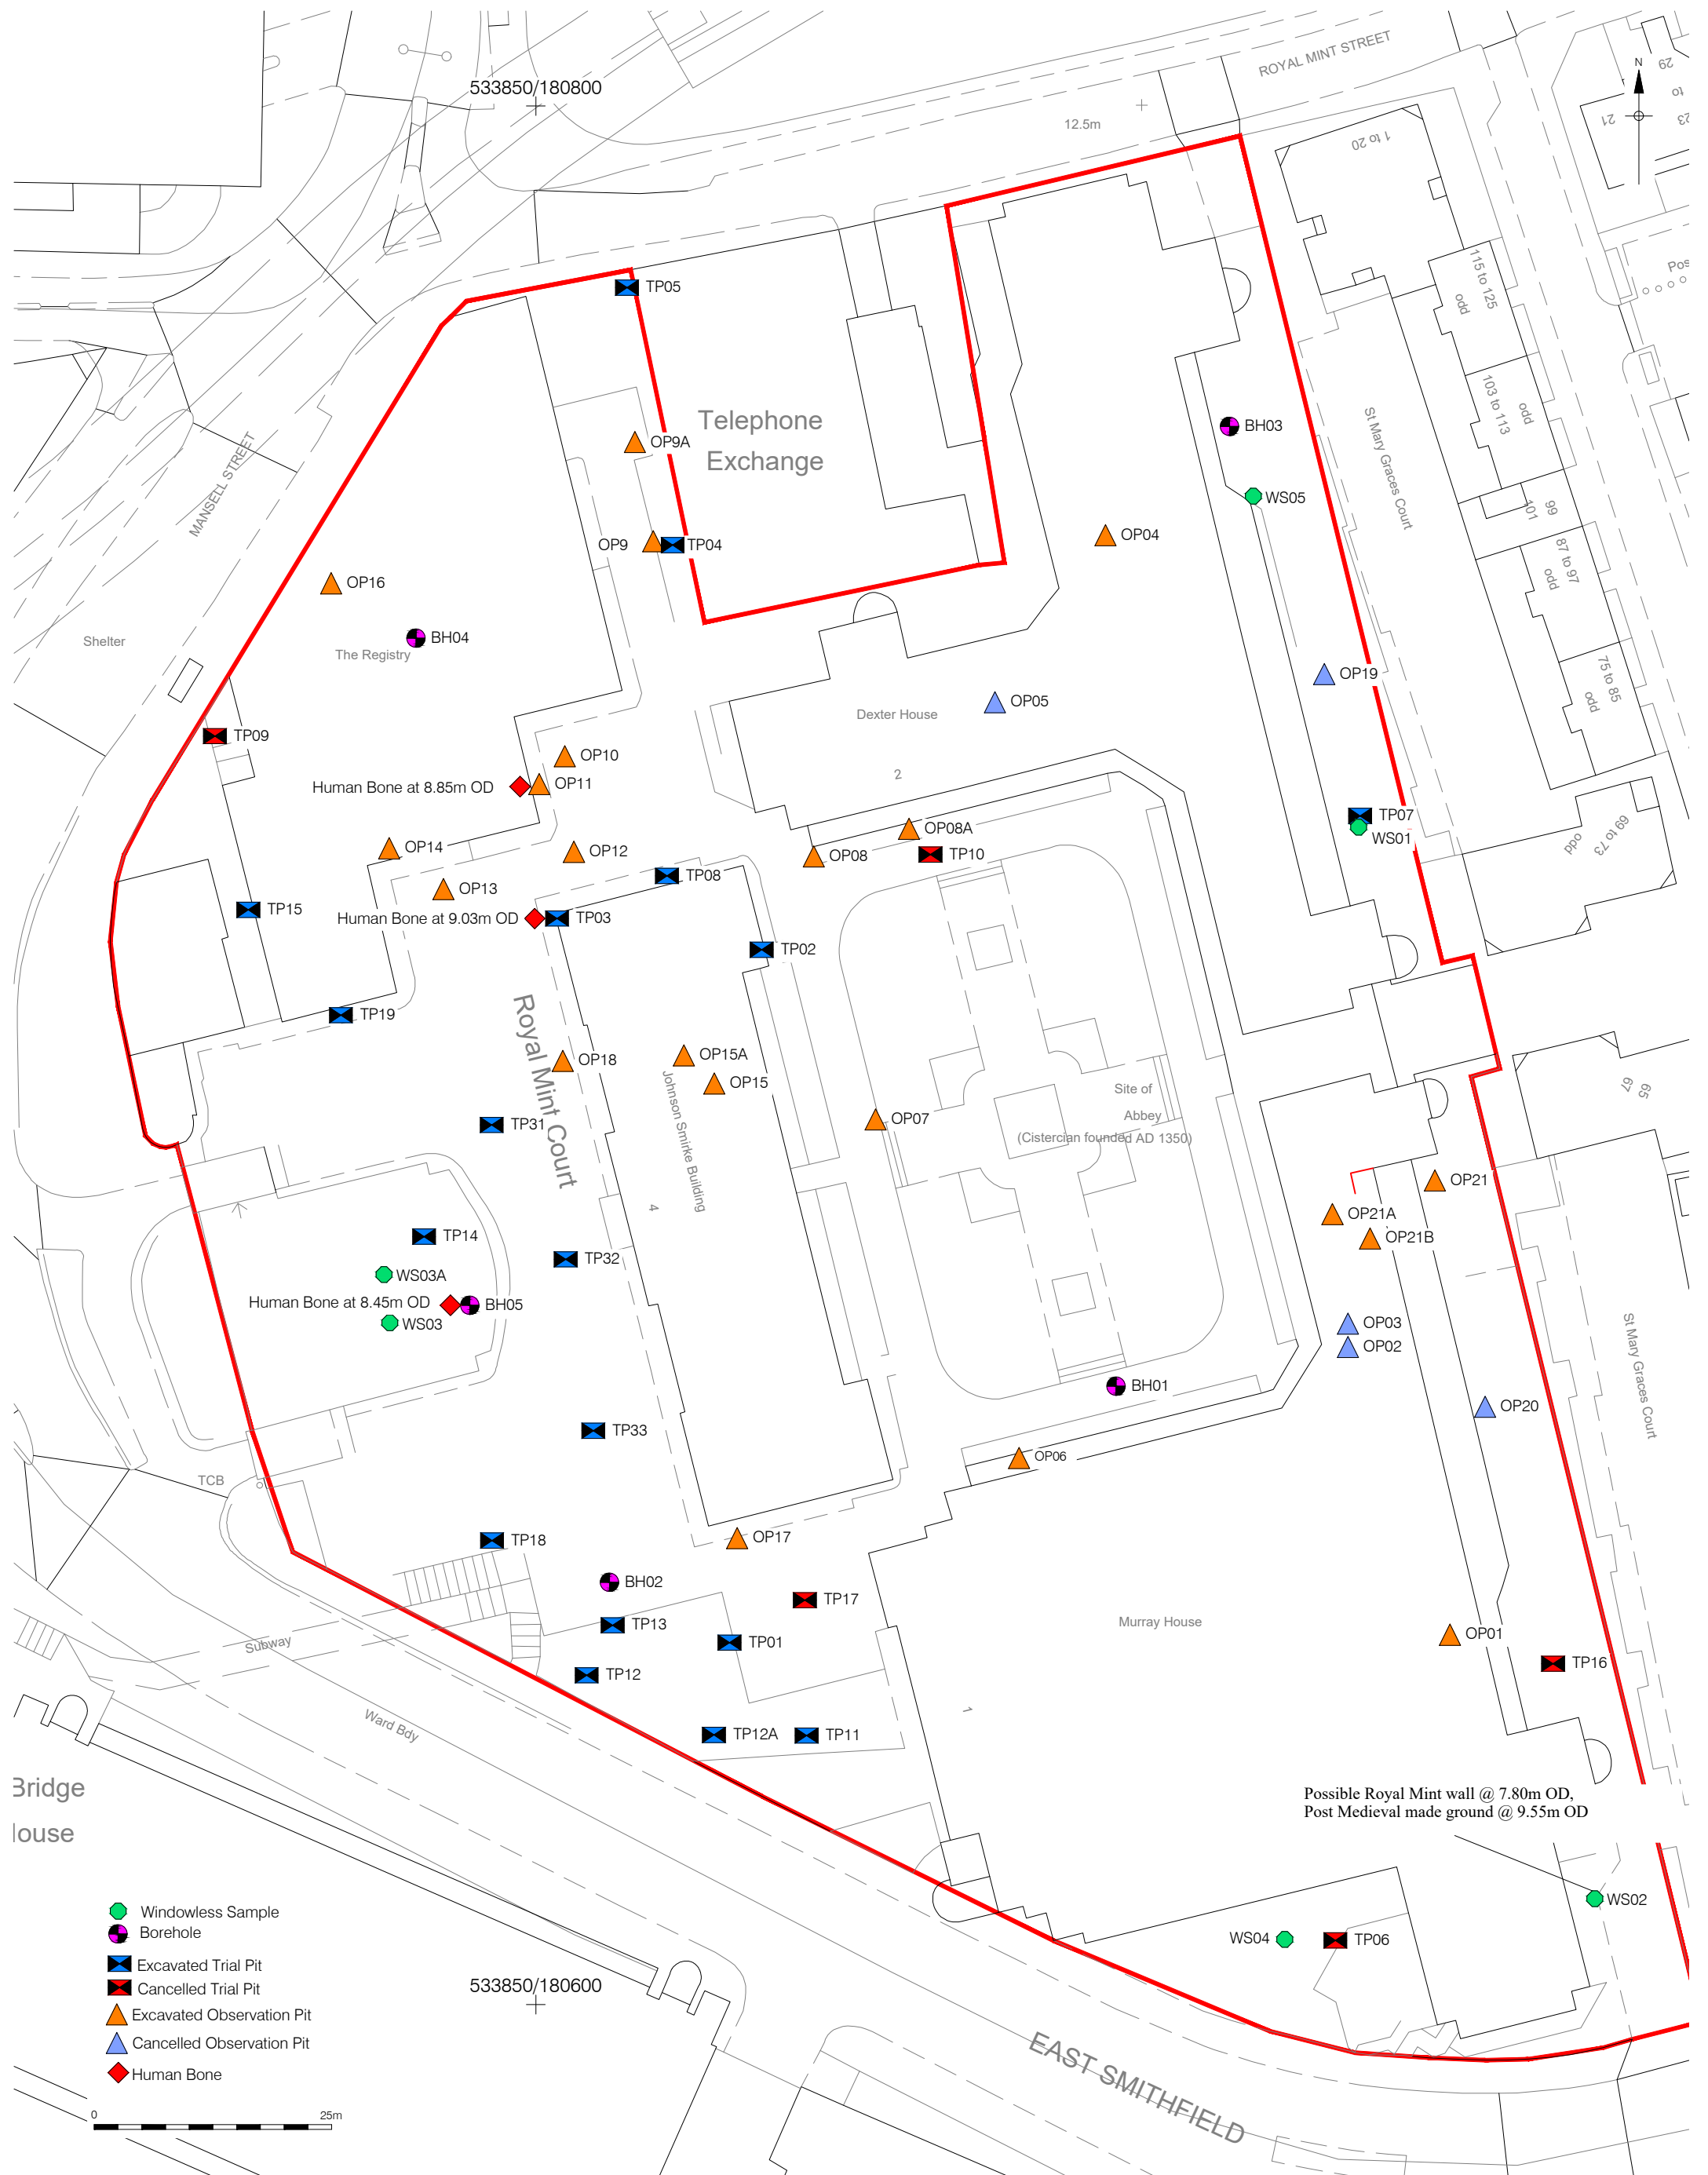 533850/180800
ROYAL MINT STREET
N
29
to
23
21
12.5m
1 to 20
115 to 125
odd
TP05
Telephone
Exchange
103 to 113
odd
St Mary Graces Court
BH03
OP9A
MANSELL STREET
WS05
99
101
OP04
OP9
TP04
87 to 97
odd
OP16
Shelter
BH04
The Registry
OP19
75 to 85
odd
OP05
Dexter House
TP09
OP10
2
Human Bone at 8.85m OD
OP11
TP07
WS01
69 to 73
odd
OP08A
OP14
OP12
OP08
TP10
TP08
OP13
TP15
Human Bone at 9.03m OD
TP03
TP02
TP19
Royal Mint Court
OP18
OP15A
OP15
Johnson Smirke Building
4
65
67
Site of
Abbey
(Cistercian founded AD 1350)
OP07
TP31
OP21
OP21A
OP21B
TP14
TP32
WS03A
Human Bone at 8.45m OD
BH05
WS03
OP03
OP02
St Mary Graces Court
BH01
OP20
TP33
OP06
TCB
TP18
OP17
BH02
TP17
TP13
Murray House
OP01
TP01
Subway
TP16
TP12
1
Ward Bdy
TP12A
TP11
Bridge
House
Possible Royal Mint wall @ 7.80m OD,
Post Medieval made ground @ 9.55m OD
WS02
WS04
TP06
Windowless Sample
Borehole
Excavated Trial Pit
Cancelled Trial Pit
533850/180600
Excavated Observation Pit
Cancelled Observation Pit
EAST SMITHFIELD
Human Bone
0
25m